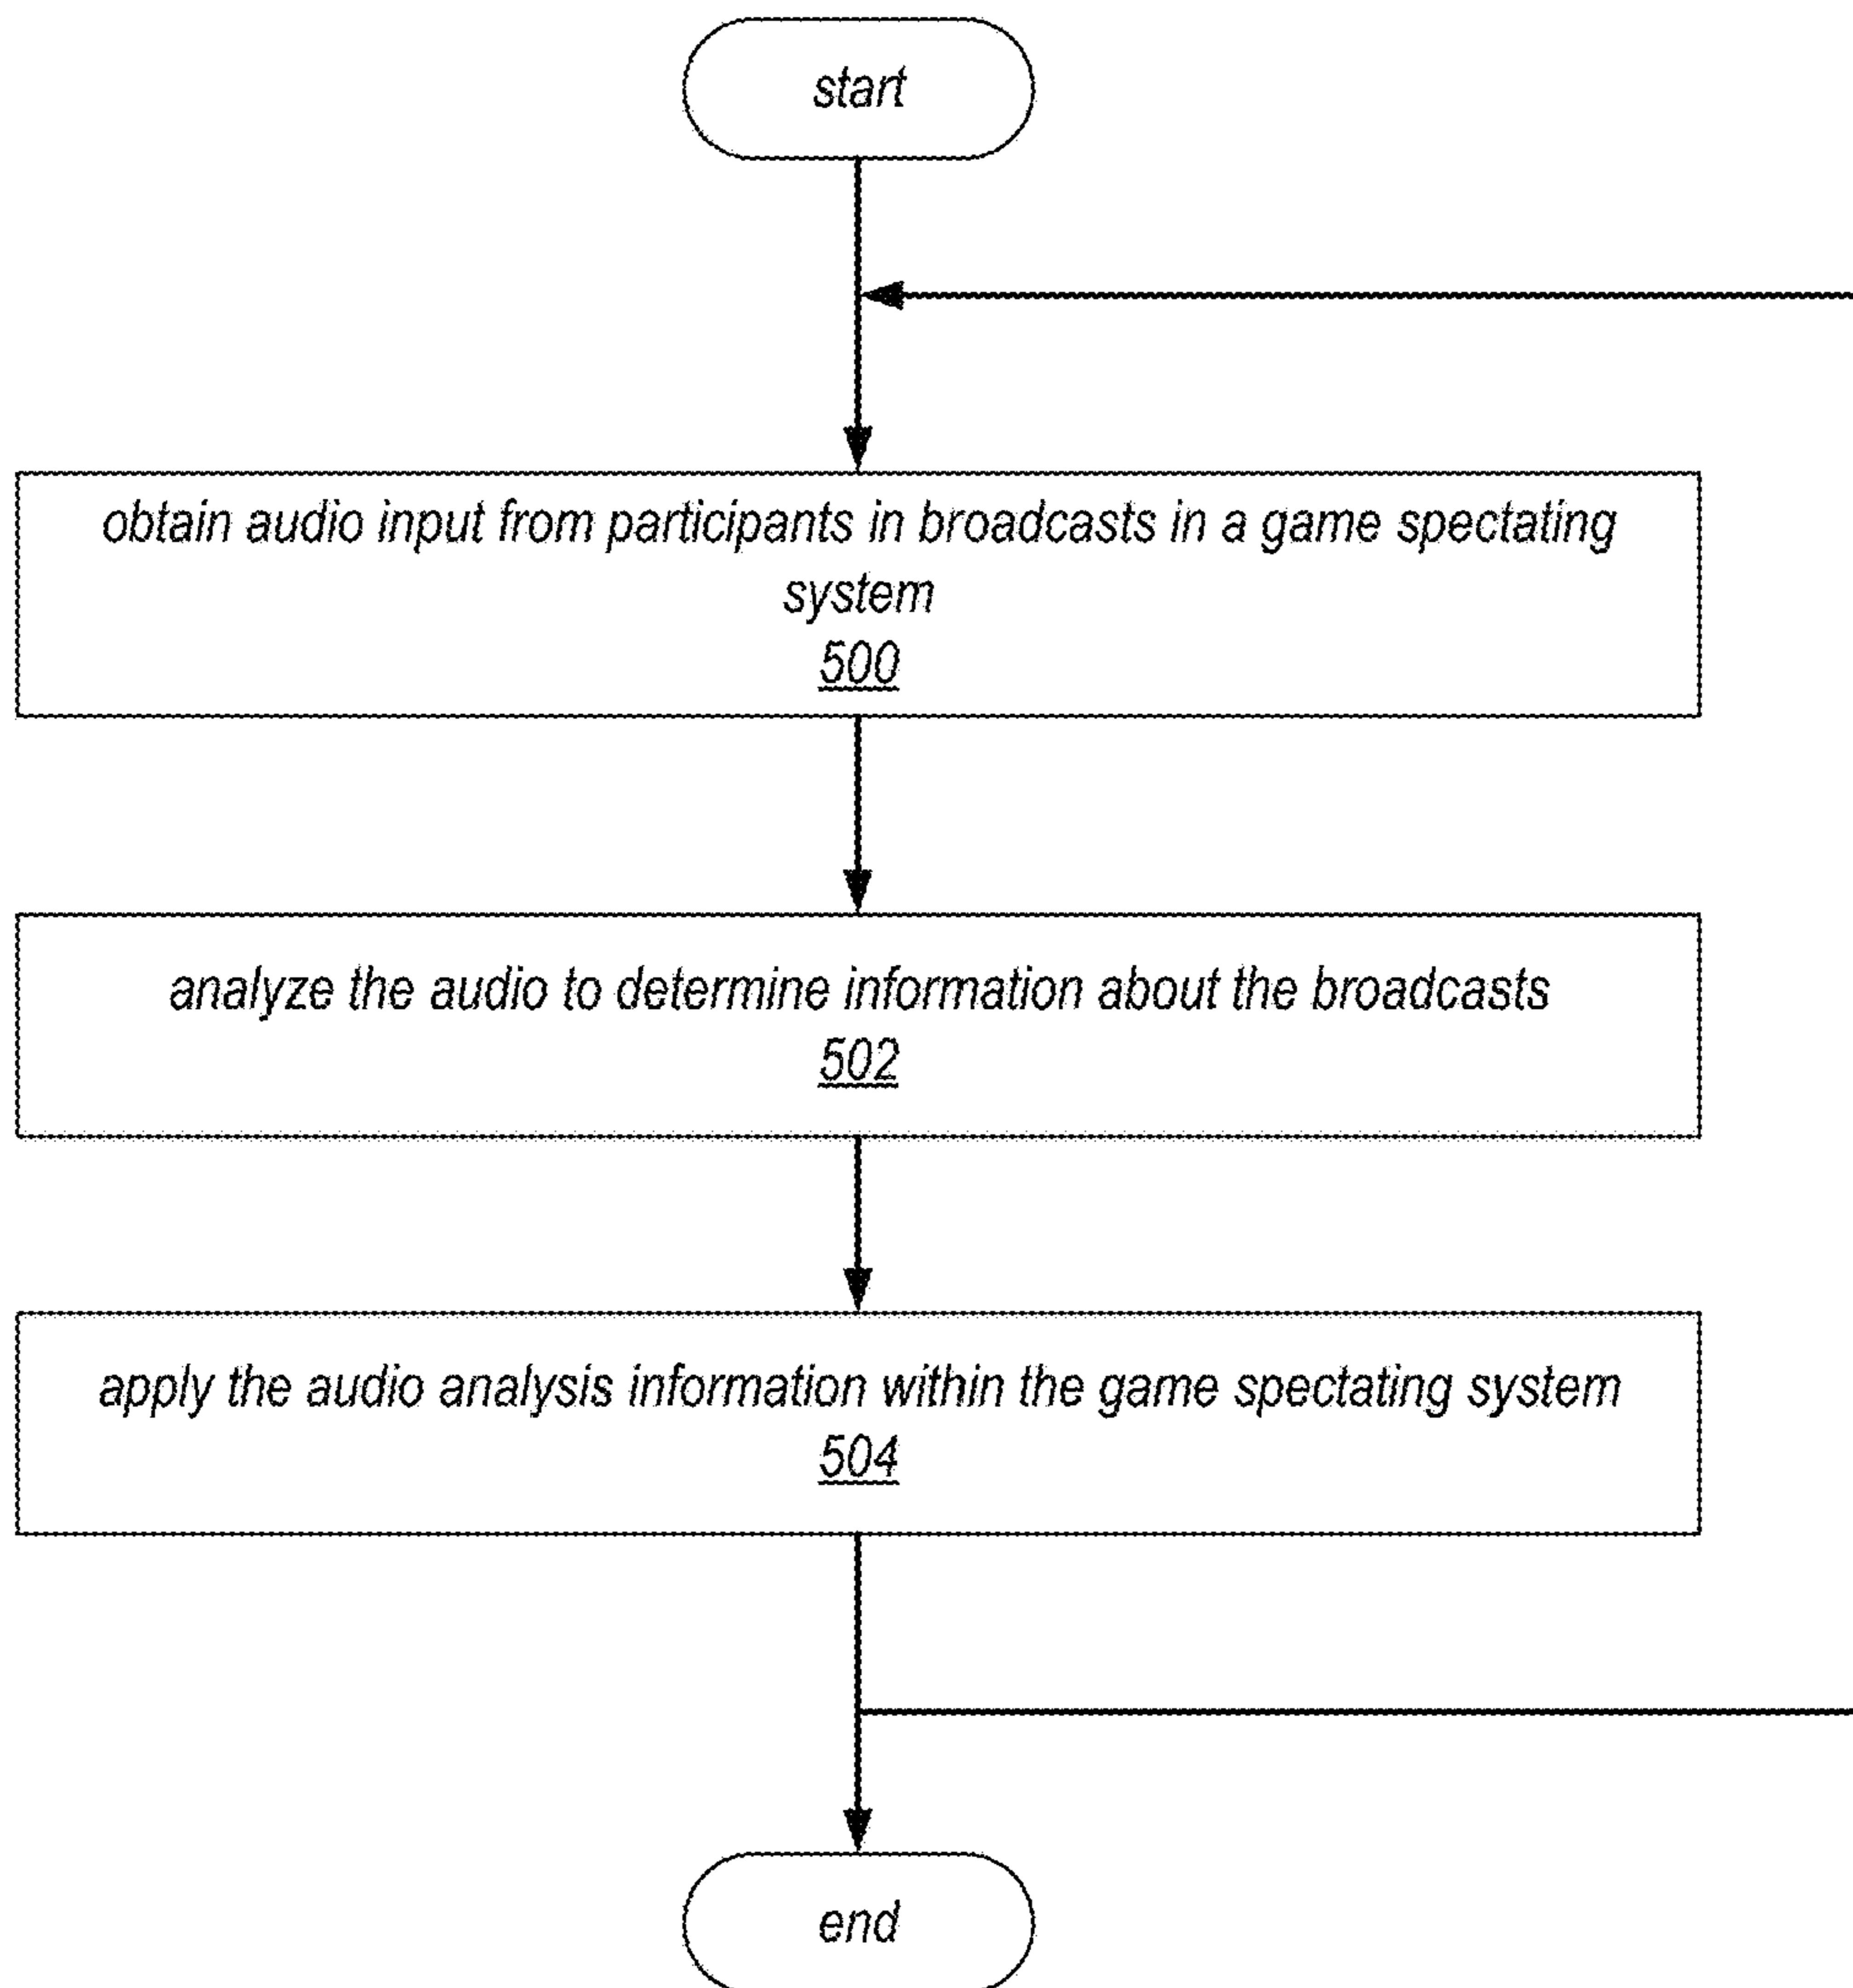 start
obtain audio input from participants in broadcasts in a game spectating
system
500
analyze the audio to determine information about the broadcasts
502
apply the audio analysis information within the game spectating system
504
end